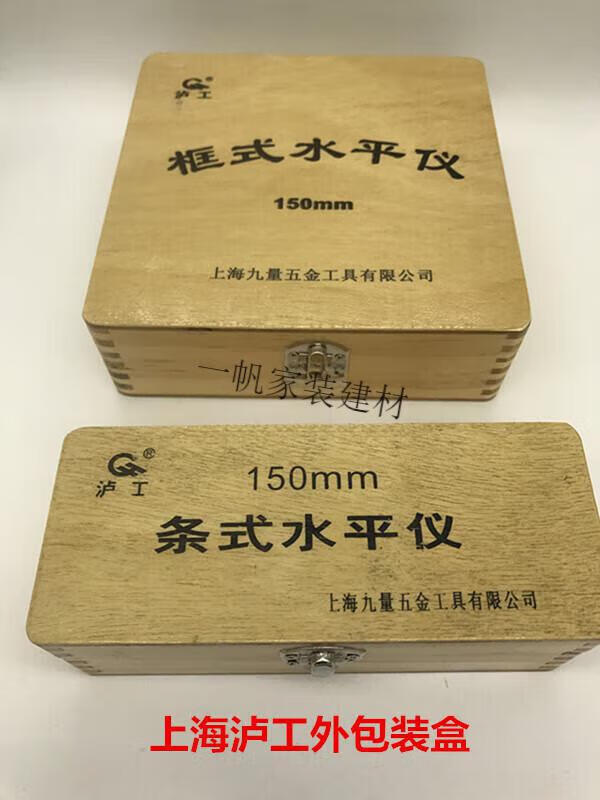 ®
泸工
框式水平仪
150mm
上海九量五金工具有限公司
一帆家装建材
®
泸工
150mm
条式水平仪
上海九量五金工具有限公司
上海泸工外包装盒